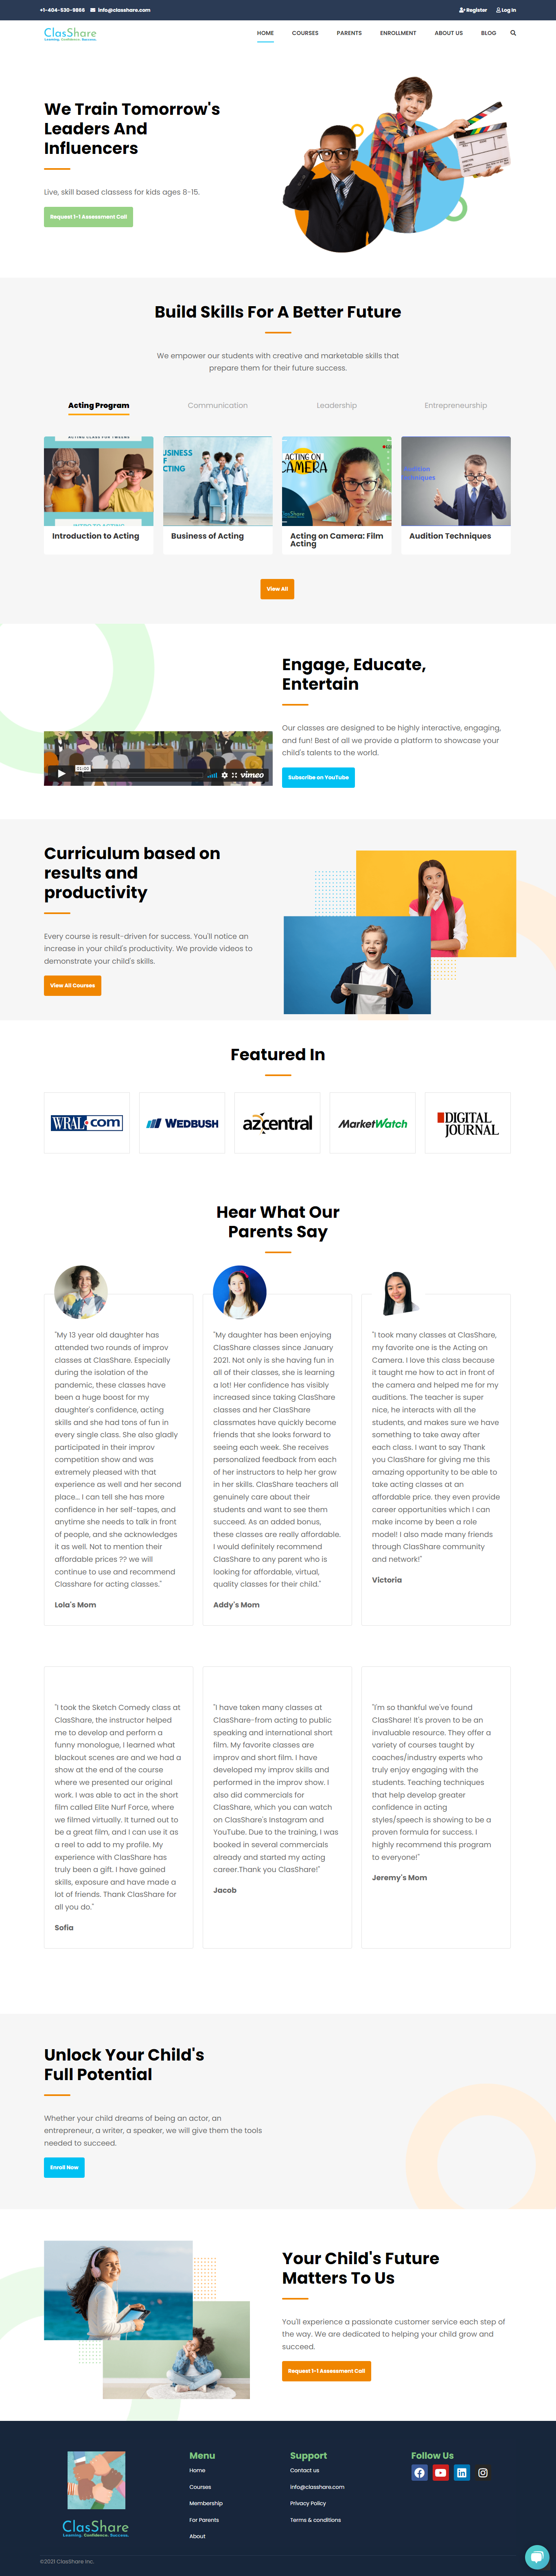 +1-404-530-9866 info@classhare.com Register Log In
ClasShare
Learning. Confidence. Success.
HOME COURSES PARENTS ENROLLMENT ABOUT US BLOG
We Train Tomorrow's
Leaders And
Influencers
Live, skill based classess for kids ages 8-15.
Request 1-1 Assessment Call
Build Skills For A Better Future
We empower our students with creative and marketable skills that
prepare them for their future success.
Acting Program Communication Leadership Entrepreneurship
ACTING CLASS FOR TWEENS
INTRO TO ACTING
USINESS
F
CTING
ACTING ON
CAMERA
ClasShare
udition
chniques
Introduction to Acting
Business of Acting
Acting on Camera: Film
Acting
Audition Techniques
View All
Engage, Educate,
Entertain
Our classes are designed to be highly interactive, engaging,
and fun! Best of all we provide a platform to showcase your
child's talents to the world.
Subscribe on YouTube
01:00
vimeo
Curriculum based on
results and
productivity
Every course is result-driven for success. You'll notice an
increase in your child's productivity. We provide videos to
demonstrate your child's skills.
View All Courses
Featured In
WRAL.com
WEDBUSH
azcentral
MarketWatch
DIGITAL
JOURNAL
Hear What Our
Parents Say
"My 13 year old daughter has
attended two rounds of improv
classes at ClasShare. Especially
during the isolation of the
pandemic, these classes have
been a huge boost for my
daughter's confidence, acting
skills and she had tons of fun in
every single class. She also gladly
participated in their improv
competition show and was
extremely pleased with that
experience as well and her second
place... I can tell she has more
confidence in her self-tapes, and
anytime she needs to talk in front
of people, and she acknowledges
it as well. Not to mention their
affordable prices ?? we will
continue to use and recommend
Classhare for acting classes."
Lola's Mom
"My daughter has been enjoying
ClasShare classes since January
2021. Not only is she having fun in
all of their classes, she is learning
a lot! Her confidence has visibly
increased since taking ClasShare
classes and her ClasShare
classmates have quickly become
friends that she looks forward to
seeing each week. She receives
personalized feedback from each
of her instructors to help her grow
in her skills. ClasShare teachers all
genuinely care about their
students and want to see them
succeed. As an added bonus,
these classes are really affordable.
I would definitely recommend
ClasShare to any parent who is
looking for affordable, virtual,
quality classes for their child."
Addy's Mom
"I took many classes at ClasShare,
my favorite one is the Acting on
Camera. I love this class because
it taught me how to act in front of
the camera and helped me for my
auditions. The teacher is super
nice, he interacts with all the
students, and makes sure we have
something to take away after
each class. I want to say Thank
you ClasShare for giving me this
amazing opportunity to be able to
take acting classes at an
affordable price. they even provide
career opportunities which I can
make income by been a role
model! I also made many friends
through ClasShare community
and network!"
Victoria
"I took the Sketch Comedy class at
ClasShare, the instructor helped
me to develop and perform a
funny monologue, I learned what
blackout scenes are and we had a
show at the end of the course
where we presented our original
work. I was able to act in the short
film called Elite Nurf Force, where
we filmed virtually. It turned out to
be a great film, and I can use it as
a reel to add to my profile. My
experience with ClasShare has
truly been a gift. I have gained
skills, exposure and have made a
lot of friends. Thank ClasShare for
all you do."
Sofia
"I have taken many classes at
ClasShare-from acting to public
speaking and international short
film. My favorite classes are
improv and short film. I have
developed my improv skills and
performed in the improv show. I
also did commercials for
ClasShare, which you can watch
on ClasShare's Instagram and
YouTube. Due to the training, I was
booked in several commercials
already and started my acting
career.Thank you ClasShare!"
Jacob
"I'm so thankful we've found
ClasShare! It's proven to be an
invaluable resource. They offer a
variety of courses taught by
coaches/industry experts who
truly enjoy engaging with the
students. Teaching techniques
that help develop greater
confidence in acting
styles/speech is showing to be a
proven formula for success. I
highly recommend this program
to everyone!"
Jeremy's Mom
Unlock Your Child's
Full Potential
Whether your child dreams of being an actor, an
entrepreneur, a writer, a speaker, we will give them the tools
needed to succeed.
Enroll Now
Your Child's Future
Matters To Us
You'll experience a passionate customer service each step of
the way. We are dedicated to helping your child grow and
succeed.
Request 1-1 Assessment Call
ClasShare
Learning. Confidence. Success.
Menu
Home
Courses
Membership
For Parents
About
Support
Contact us
info@classhare.com
Privacy Policy
Terms & conditions
Follow Us
©2021 ClasShare Inc.